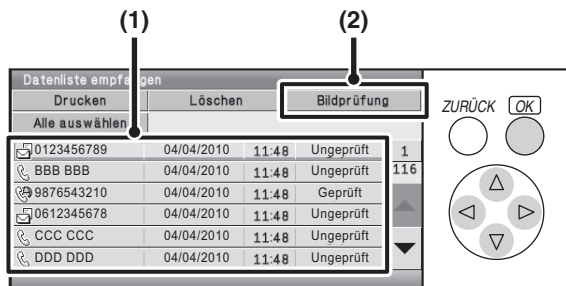 (1) (2)
Datenliste empfangen
Drucken Löschen Bildprüfung
Alle auswählen
ZURÜCK OK
0123456789 04/04/2010 11:48 Ungeprüft 1
BBB BBB 04/04/2010 11:48 Ungeprüft 116
9876543210 04/04/2010 11:48 Geprüft
0612345678 04/04/2010 11:48 Ungeprüft
CCC CCC 04/04/2010 11:48 Ungeprüft
DDD DDD 04/04/2010 11:48 Ungeprüft